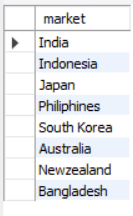 market
India
Indonesia
Japan
Philiphines
South Korea
Australia
Newzealand
Bangladesh